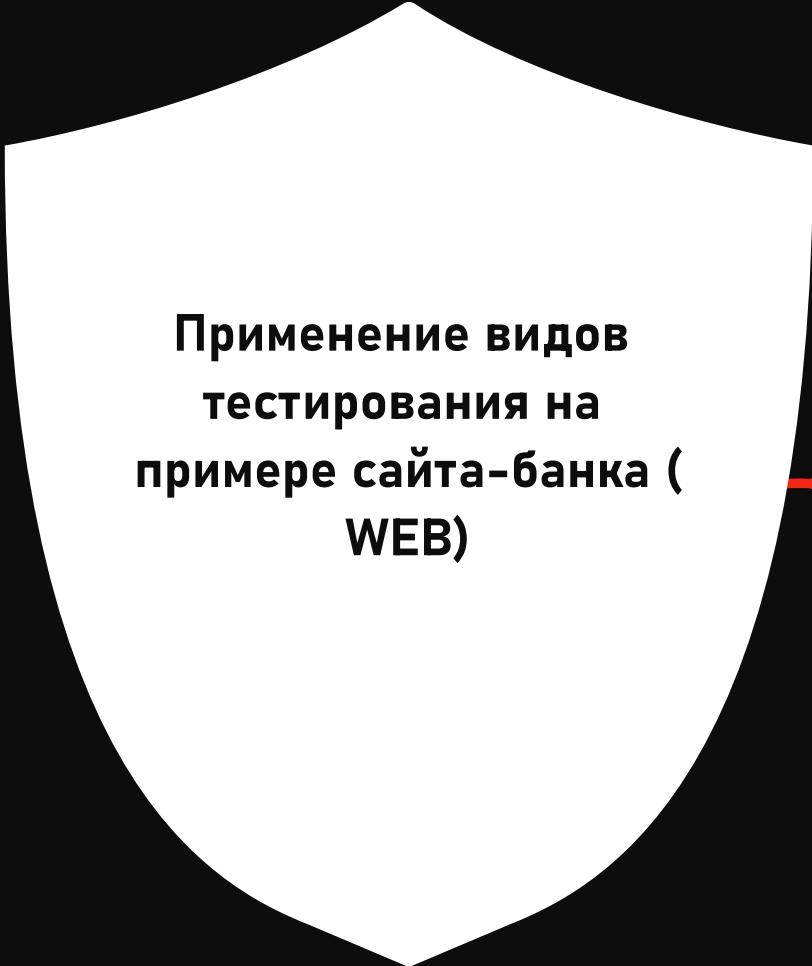 Применение видов
тестирования на
примере сайта-банка (
WEB)